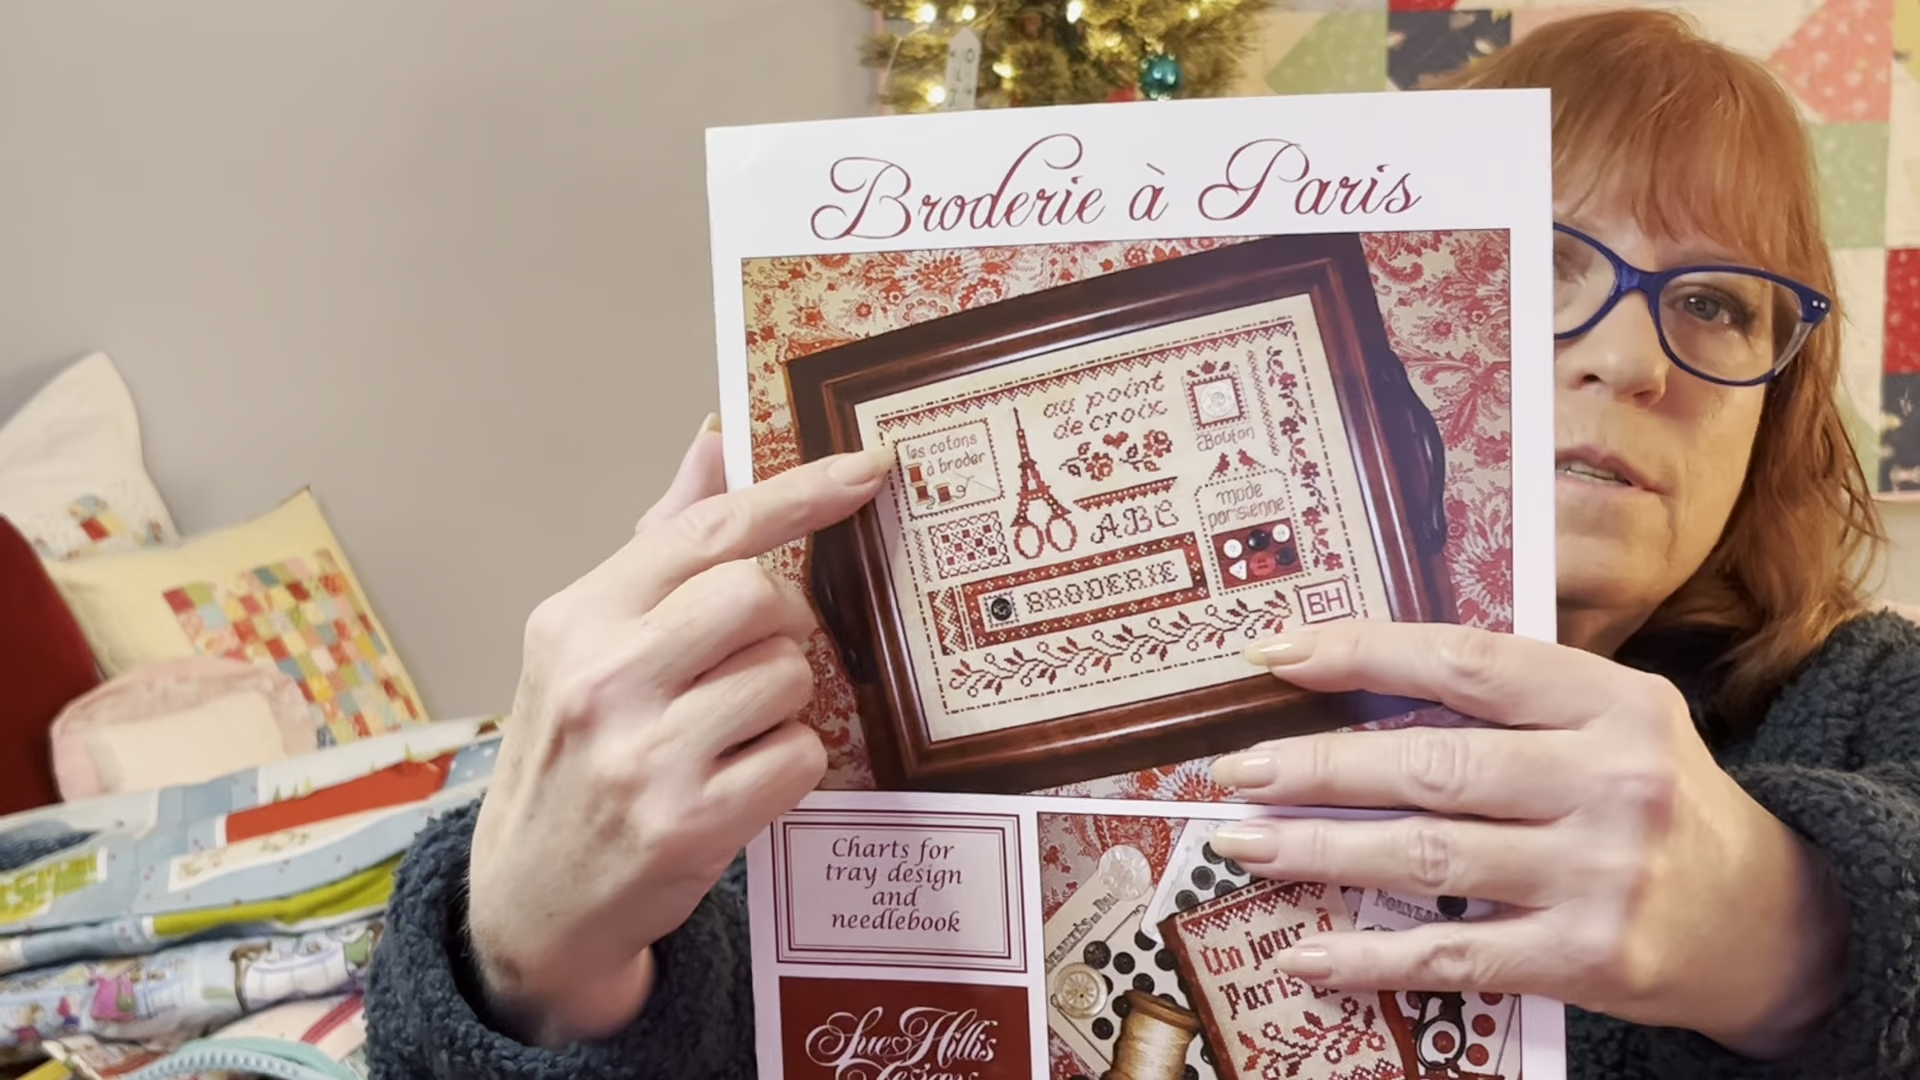 Broderie à Paris
les cotons
à broder
au point
de croix
Bouton
ABC
mode
parisienne
BRODERIE
BH
Charts for
tray design
and
needlebook
Sue Hillis
Designs
Un jour à
Paris